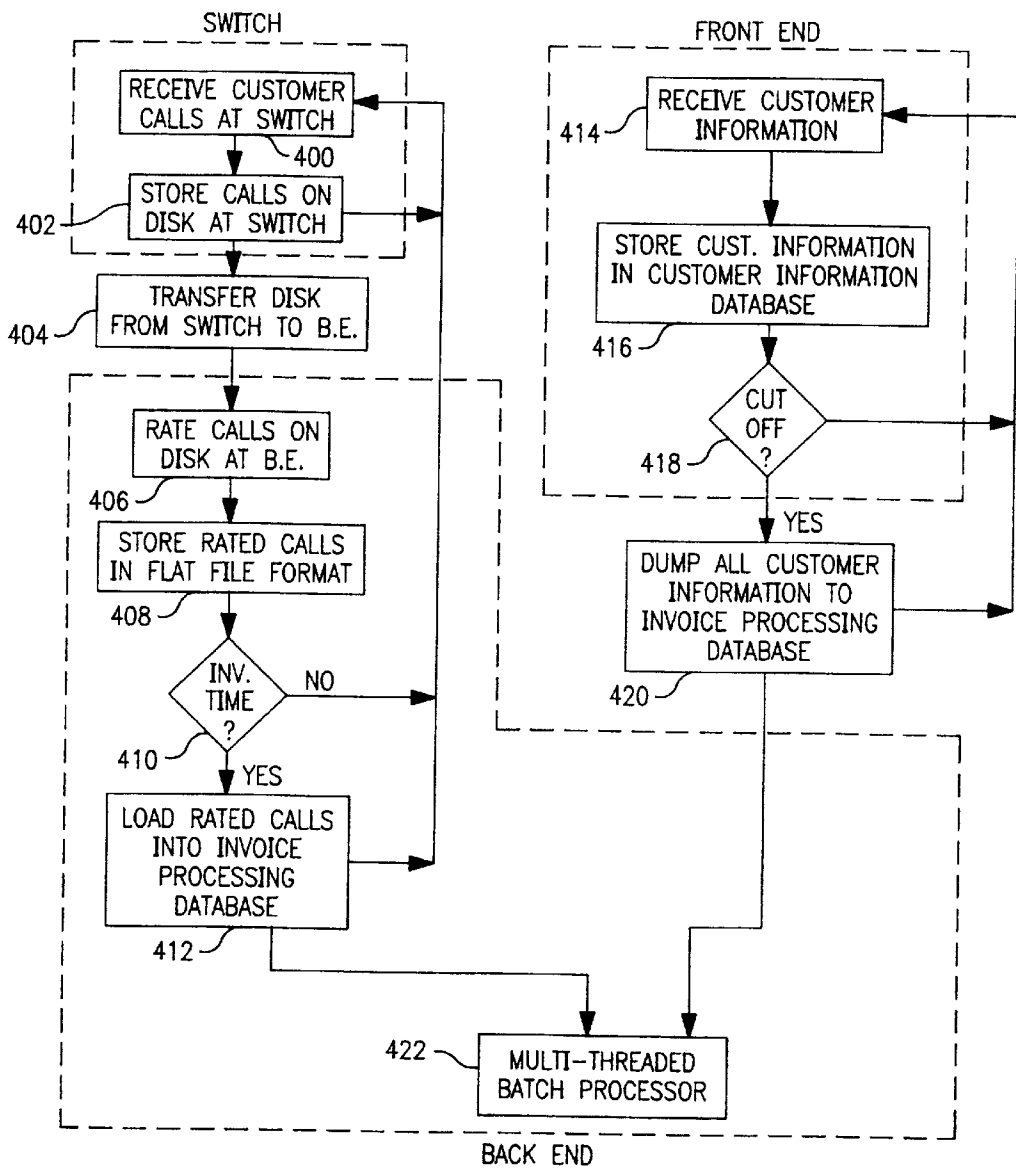 SWITCH
RECEIVE CUSTOMER
CALLS AT SWITCH
400
STORE CALLS ON
DISK AT SWITCH
402
TRANSFER DISK
FROM SWITCH TO B.E.
404
RATE CALLS ON
DISK AT B.E.
406
STORE RATED CALLS
IN FLAT FILE FORMAT
408
INV.
TIME
?
NO
410
YES
LOAD RATED CALLS
INTO INVOICE
PROCESSING
DATABASE
412
FRONT END
RECEIVE CUSTOMER
INFORMATION
414
STORE CUST. INFORMATION
IN CUSTOMER INFORMATION
DATABASE
416
CUT
OFF
?
418
YES
DUMP ALL CUSTOMER
INFORMATION TO
INVOICE PROCESSING
DATABASE
420
422
MULTI-THREADED
BATCH PROCESSOR
BACK END